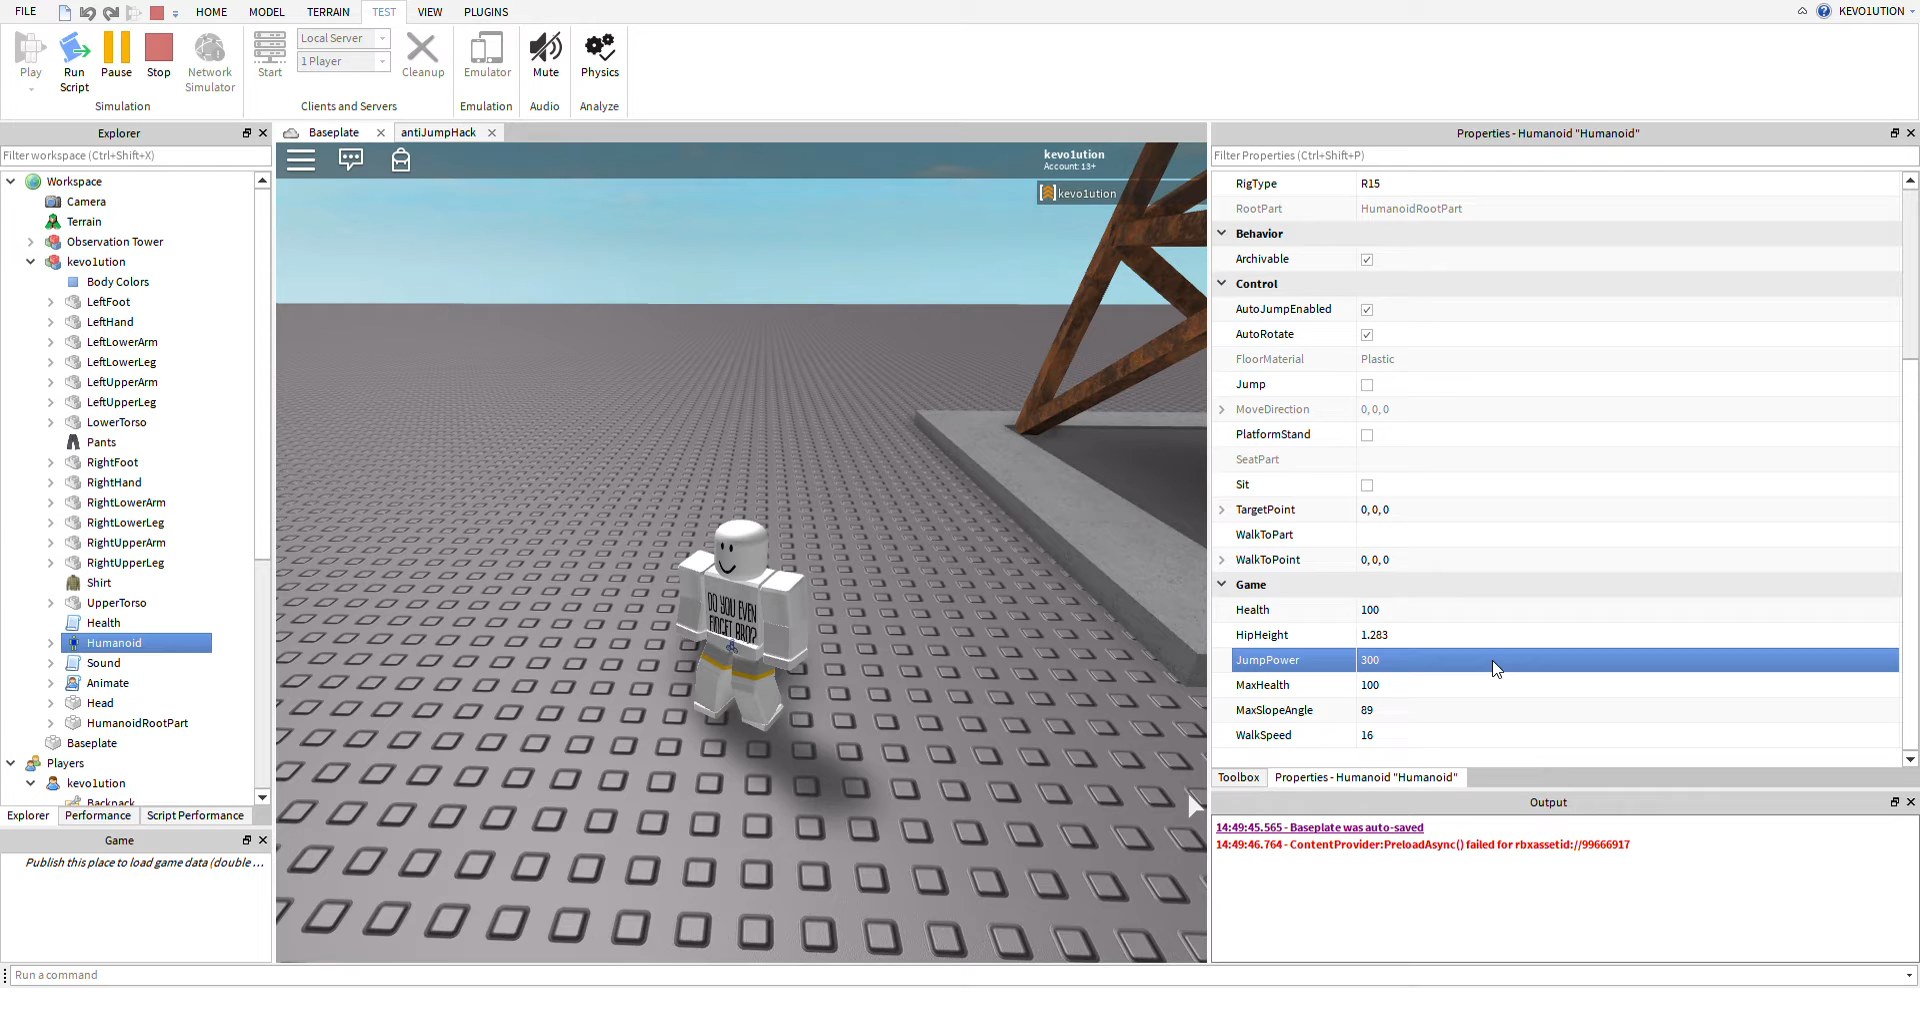 FILE
HOME
MODEL
TERRAIN
TEST
VIEW
PLUGINS
KEVO1UTION
Play
Run
Script
Pause
Stop
Network
Simulator
Simulation
Start
Local Server
1 Player
Cleanup
Clients and Servers
Emulator
Emulation
Mute
Audio
Physics
Analyze
Explorer
Filter workspace (Ctrl+Shift+X)
Workspace
Camera
Terrain
Observation Tower
kevo1ution
Body Colors
LeftFoot
LeftHand
LeftLowerArm
LeftLowerLeg
LeftUpperArm
LeftUpperLeg
LowerTorso
Pants
RightFoot
RightHand
RightLowerArm
RightLowerLeg
RightUpperArm
RightUpperLeg
Shirt
UpperTorso
Health
Humanoid
Sound
Animate
Head
HumanoidRootPart
Baseplate
Players
kevo1ution
Backpack
Explorer
Performance
Script Performance
Game
Publish this place to load game data (double ...
Baseplate
antiJumpHack
kevo1ution
Account: 13+
kevo1ution
DO YOU EVEN
FIDGET BRO?
Properties - Humanoid "Humanoid"
Filter Properties (Ctrl+Shift+P)
RigType R15
RootPart HumanoidRootPart
Behavior
Archivable
Control
AutoJumpEnabled
AutoRotate
FloorMaterial Plastic
Jump
MoveDirection 0, 0, 0
PlatformStand
SeatPart
Sit
TargetPoint 0, 0, 0
WalkToPart
WalkToPoint 0, 0, 0
Game
Health 100
HipHeight 1.283
JumpPower 300
MaxHealth 100
MaxSlopeAngle 89
WalkSpeed 16
Toolbox
Properties - Humanoid "Humanoid"
Output
14:49:45.565 - Baseplate was auto-saved
14:49:46.764 - ContentProvider:PreloadAsync() failed for rbxassetid://99666917
Run a command